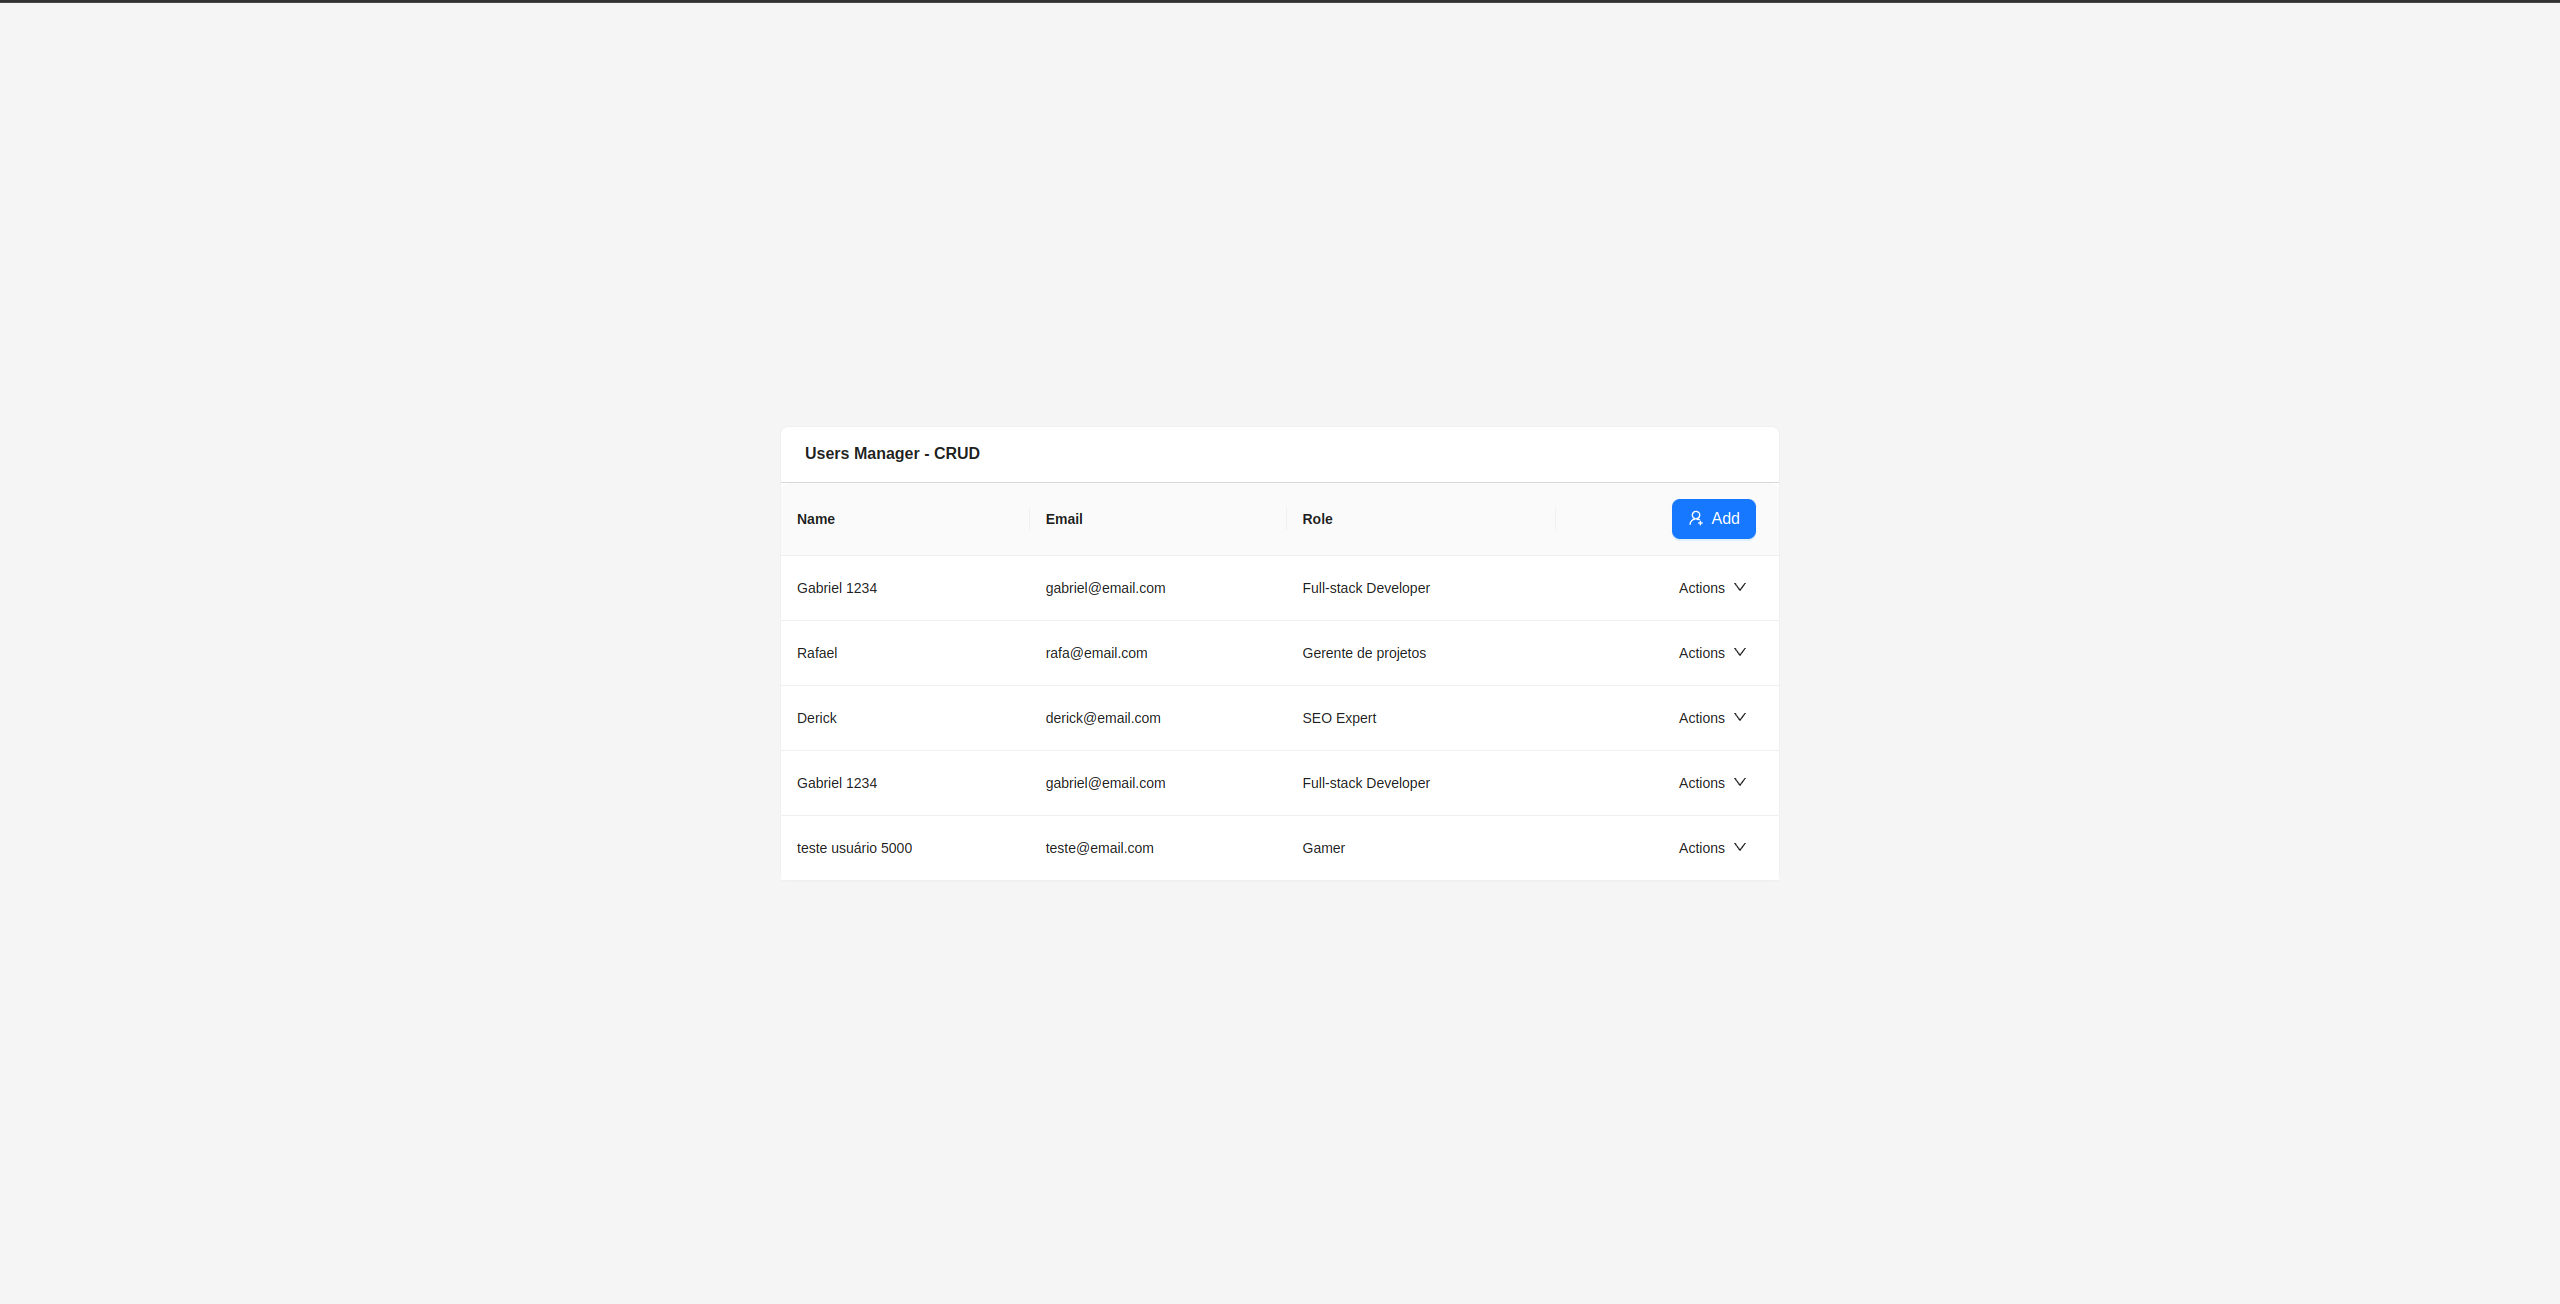 Users Manager - CRUD
Name Email Role Add
Gabriel 1234 gabriel@email.com Full-stack Developer Actions
Rafael rafa@email.com Gerente de projetos Actions
Derick derick@email.com SEO Expert Actions
Gabriel 1234 gabriel@email.com Full-stack Developer Actions
teste usuário 5000 teste@email.com Gamer Actions